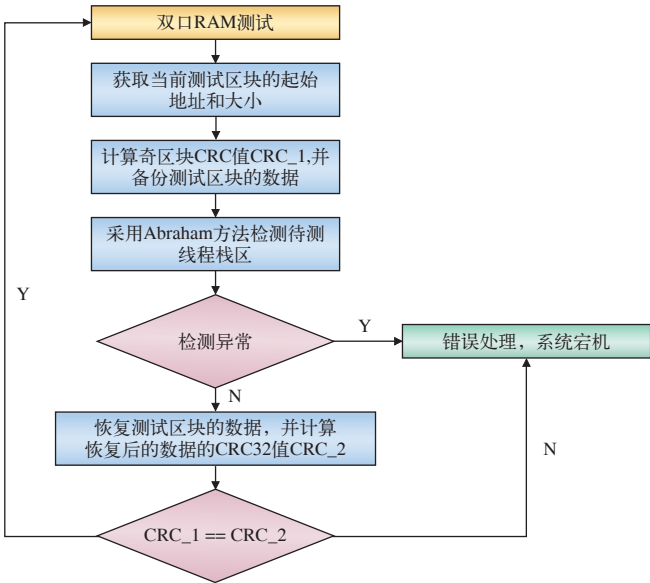 双口RAM测试
获取当前测试区块的起始
地址和大小
计算奇区块CRC值CRC_1,并
备份测试区块的数据
采用Abraham方法检测待测
线程栈区
Y
检测异常
Y
错误处理，系统宕机
N
恢复测试区块的数据，并计算
恢复后的数据的CRC32值CRC_2
N
CRC_1 == CRC_2